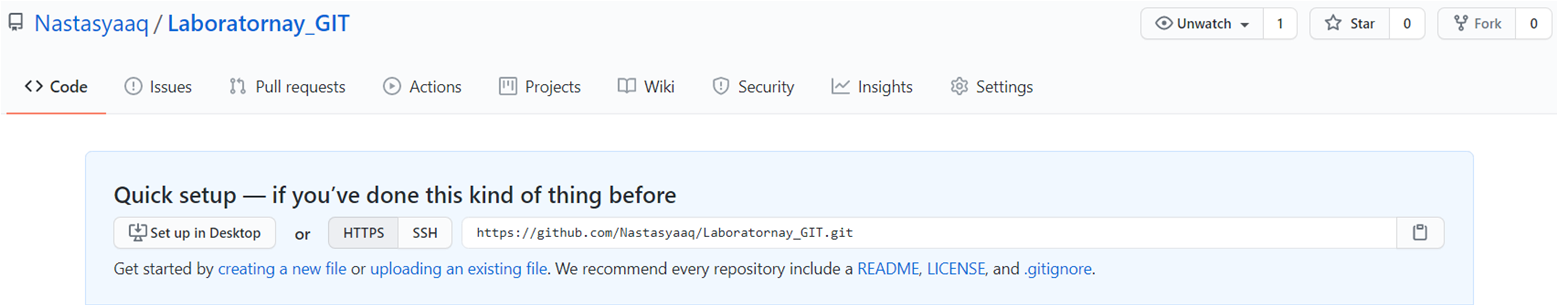 Nastasyaaq / Laboratornay_GIT
Unwatch 1 Star 0 Fork 0
Code Issues Pull requests Actions Projects Wiki Security Insights Settings
Quick setup — if you’ve done this kind of thing before
Set up in Desktop or HTTPS SSH https://github.com/Nastasyaaq/Laboratornay_GIT.git
Get started by creating a new file or uploading an existing file. We recommend every repository include a README, LICENSE, and .gitignore.